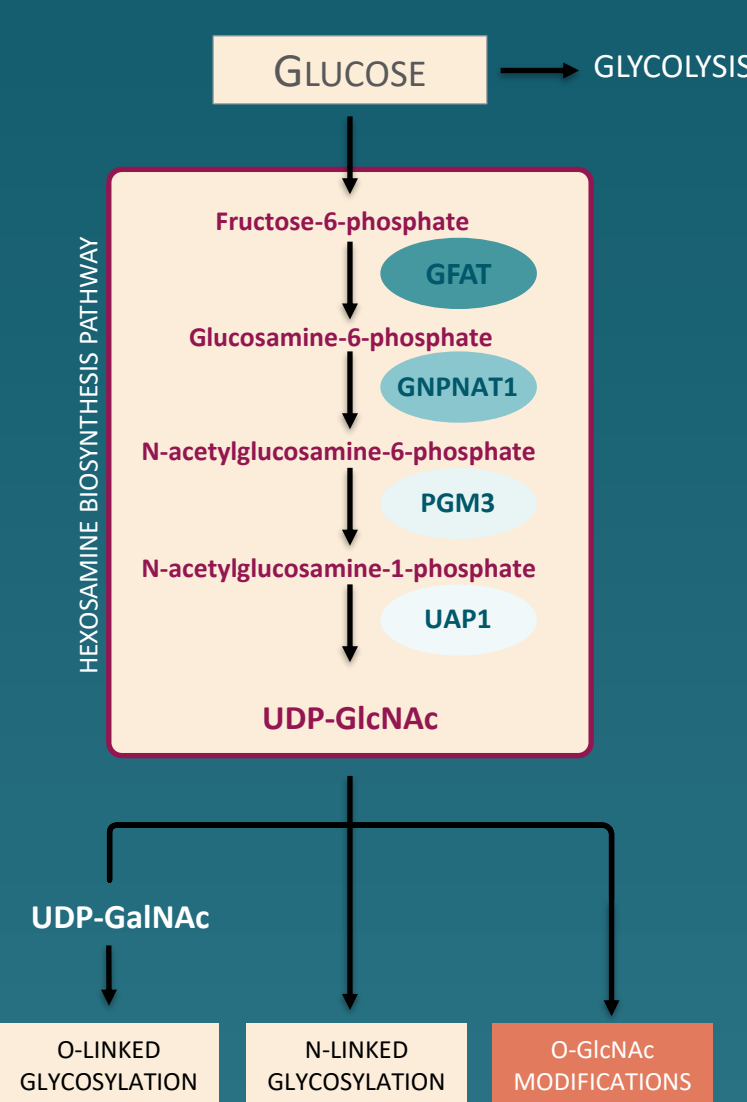 GLUCOSE
GLYCOLYSIS
HEXOSAMINE BIOSYNTHESIS PATHWAY
Fructose-6-phosphate
GFAT
Glucosamine-6-phosphate
GNPNAT1
N-acetylglucosamine-6-phosphate
PGM3
N-acetylglucosamine-1-phosphate
UAP1
UDP-GlcNAc
UDP-GalNAc
O-LINKED
GLYCOSYLATION
N-LINKED
GLYCOSYLATION
O-GlcNAc
MODIFICATIONS